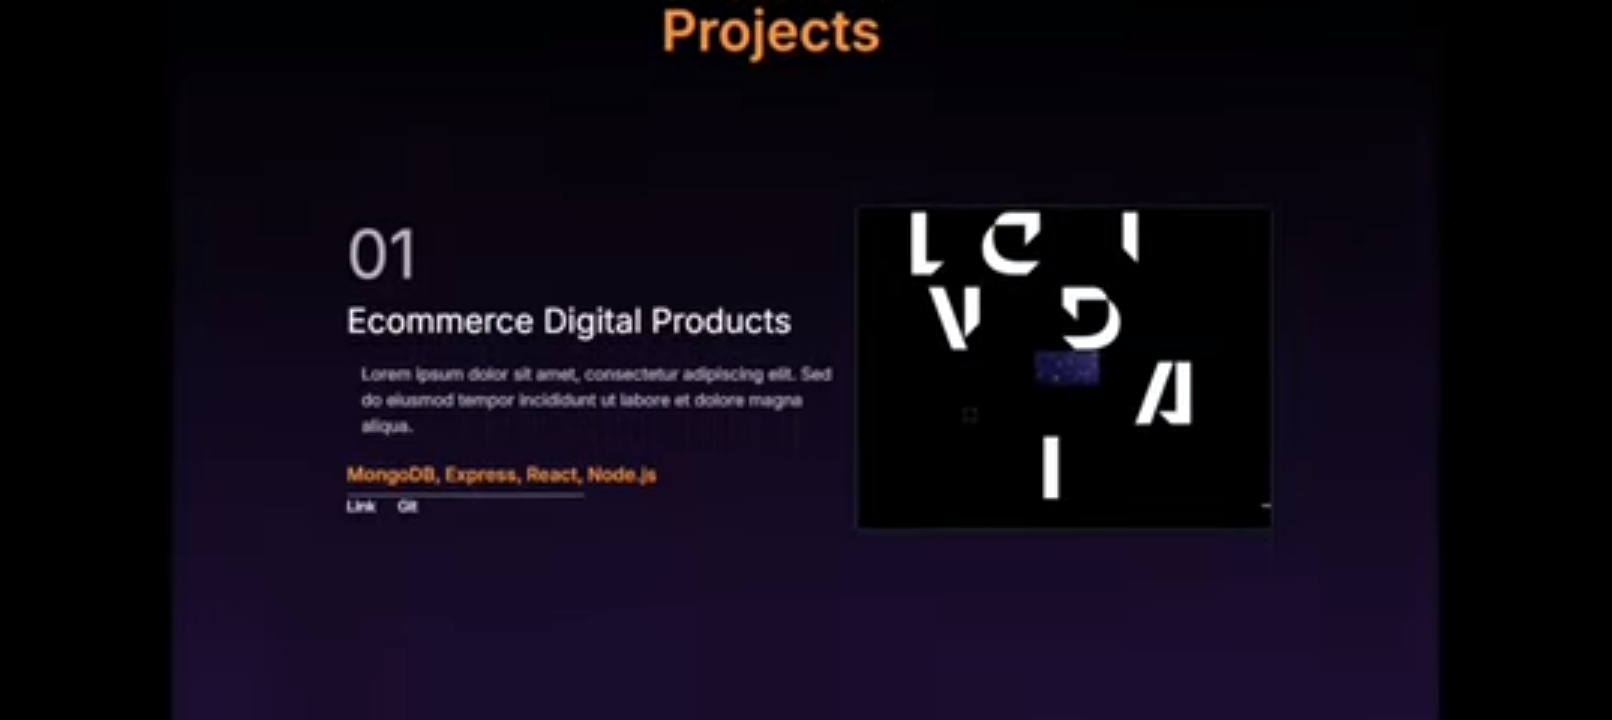 Projects
01
Ecommerce Digital Products
Lorem ipsum dolor sit amet, consectetur adipiscing elit. Sed
do eiusmod tempor incididunt ut labore et dolore magna
aliqua.
MongoDB, Express, React, Node.js
Link Git